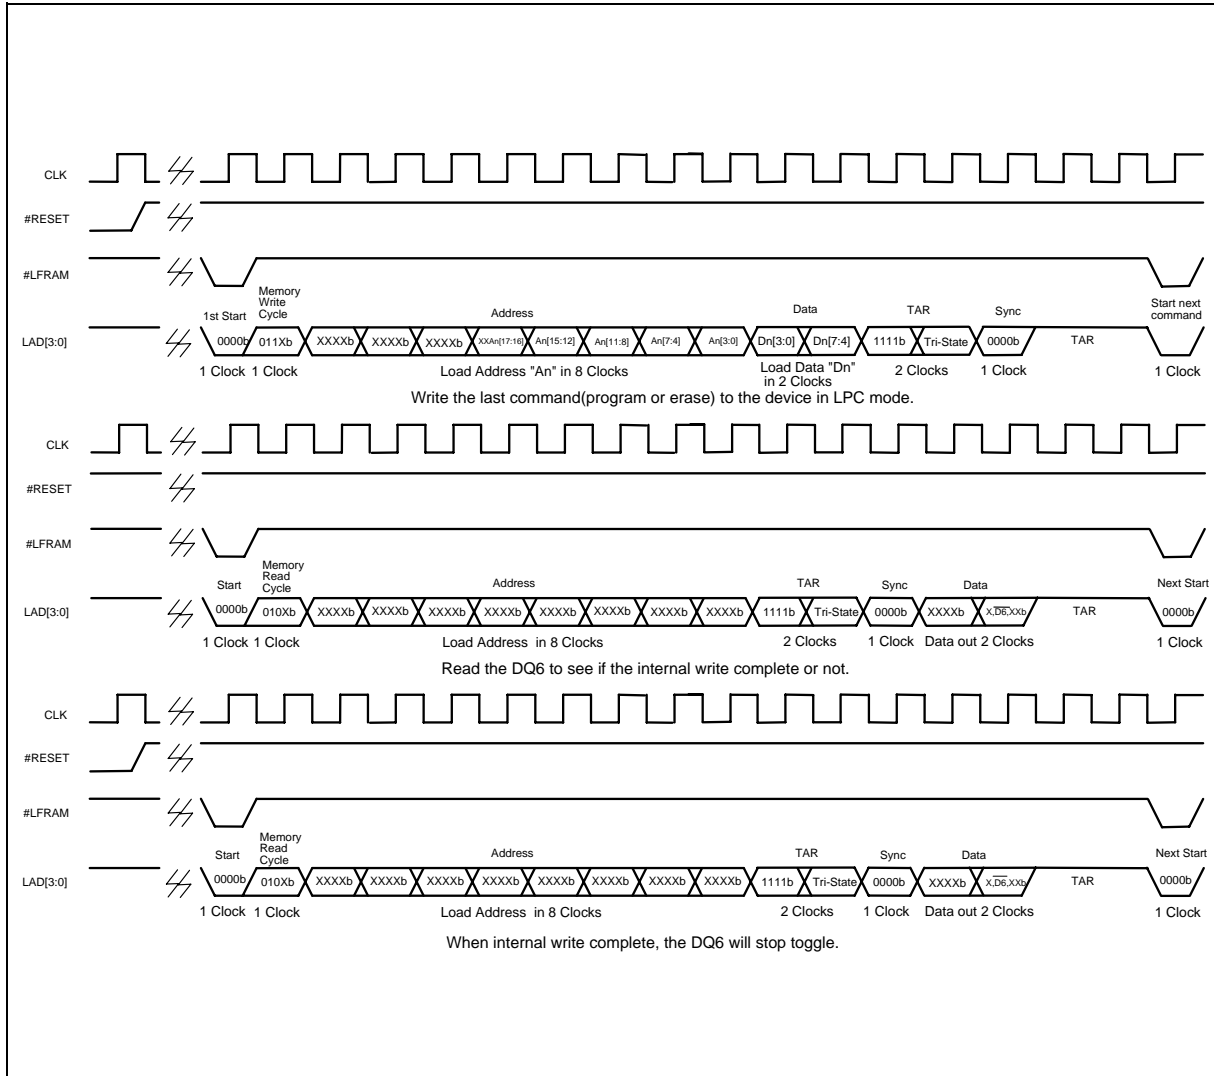 CLK
#RESET
#LFRAM
Memory
Write
Cycle
1st Start Address Data TAR Sync Start next
command
LAD[3:0] 0000b 011Xb XXXXb XXXXb XXXXb XXAn[17:16] An[15:12] An[11:8] An[7:4] An[3:0] Dn[3:0] Dn[7:4] 1111b Tri-State 0000b TAR
1 Clock 1 Clock Load Address "An" in 8 Clocks Load Data "Dn"
in 2 Clocks 2 Clocks 1 Clock 1 Clock
Write the last command(program or erase) to the device in LPC mode.
CLK
#RESET
#LFRAM
Memory
Read
Cycle
Start Address TAR Sync Data Next Start
LAD[3:0] 0000b 010Xb XXXXb XXXXb XXXXb XXXXb XXXXb XXXXb XXXXb XXXXb 1111b Tri-State 0000b XXXXb X,D6,XXb TAR 0000b
1 Clock 1 Clock Load Address in 8 Clocks 2 Clocks 1 Clock Data out 2 Clocks 1 Clock
Read the DQ6 to see if the internal write complete or not.
CLK
#RESET
#LFRAM
Memory
Read
Cycle
Start Address TAR Sync Data Next Start
LAD[3:0] 0000b 010Xb XXXXb XXXXb XXXXb XXXXb XXXXb XXXXb XXXXb XXXXb 1111b Tri-State 0000b XXXXb X,D6,XXb TAR 0000b
1 Clock 1 Clock Load Address in 8 Clocks 2 Clocks 1 Clock Data out 2 Clocks 1 Clock
When internal write complete, the DQ6 will stop toggle.